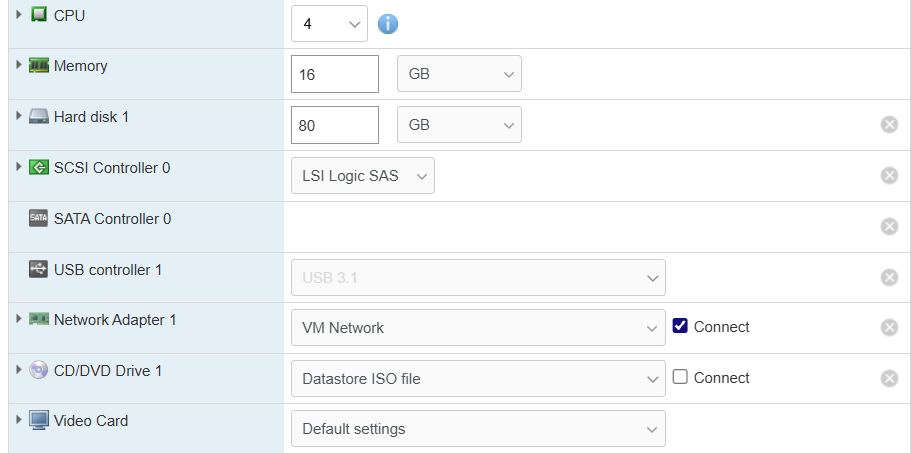 CPU 4
Memory 16 GB
Hard disk 1 80 GB
SCSI Controller 0 LSI Logic SAS
SATA SATA Controller 0
USB controller 1 USB 3.1
Network Adapter 1 VM Network Connect
CD/DVD Drive 1 Datastore ISO file Connect
Video Card Default settings